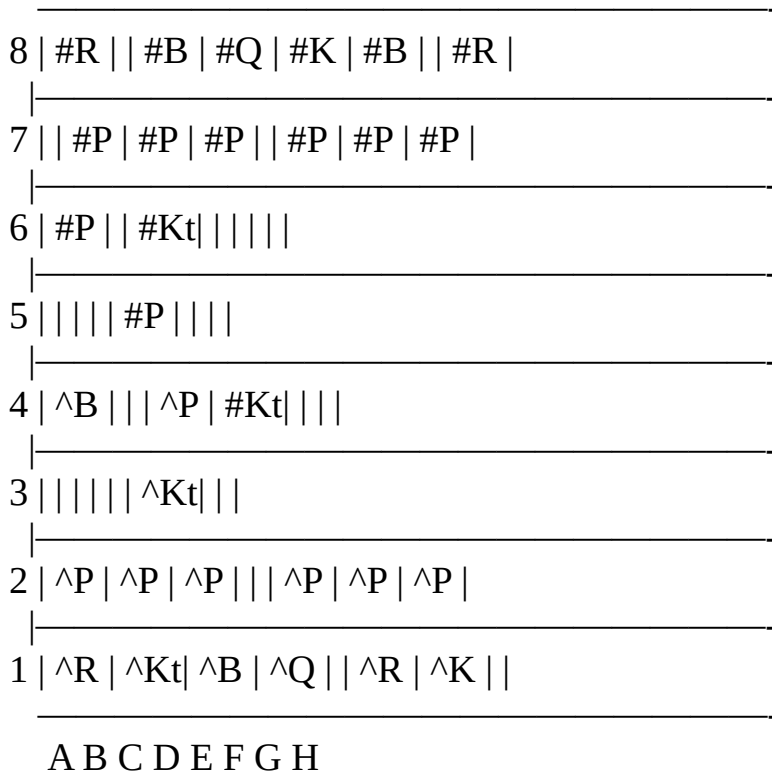 8 | #R | | #B | #Q | #K | #B | | #R |
7 | | #P | #P | #P | | #P | #P | #P |
6 | #P | | #Kt| | | | | |
5 | | | | | #P | | | |
4 | ^B | | | ^P | #Kt| | | |
3 | | | | | | ^Kt| | |
2 | ^P | ^P | ^P | | | ^P | ^P | ^P |
1 | ^R | ^Kt| ^B | ^Q | | ^R | ^K | |
A B C D E F G H